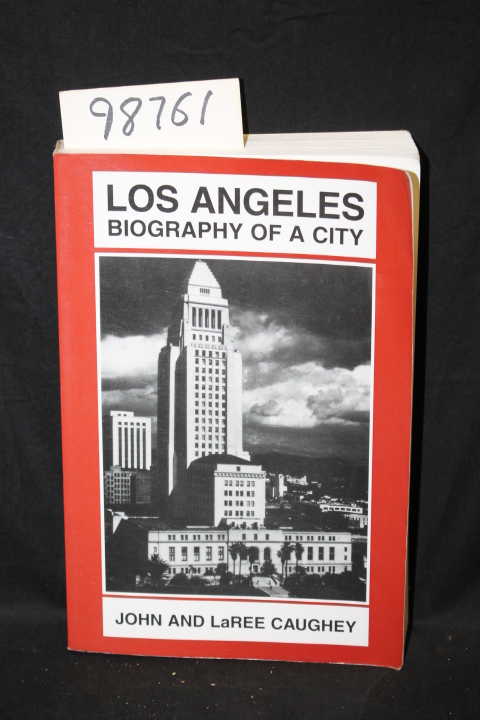 98761
LOS ANGELES
BIOGRAPHY OF A CITY
JOHN AND LaREE CAUGHEY